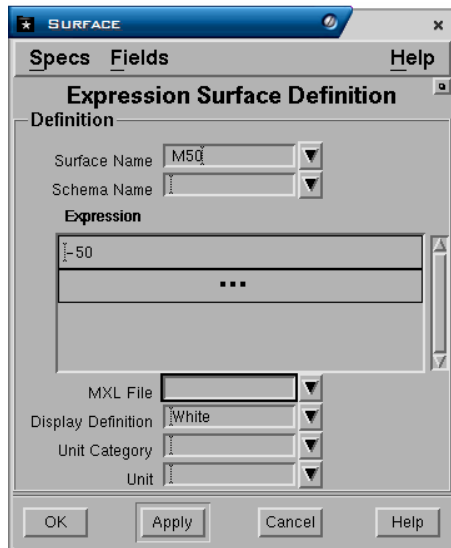 SURFACE
Specs Fields Help
Expression Surface Definition
Definition
Surface Name M50
Schema Name
Expression
-50
...
MXL File
Display Definition White
Unit Category
Unit
OK Apply Cancel Help